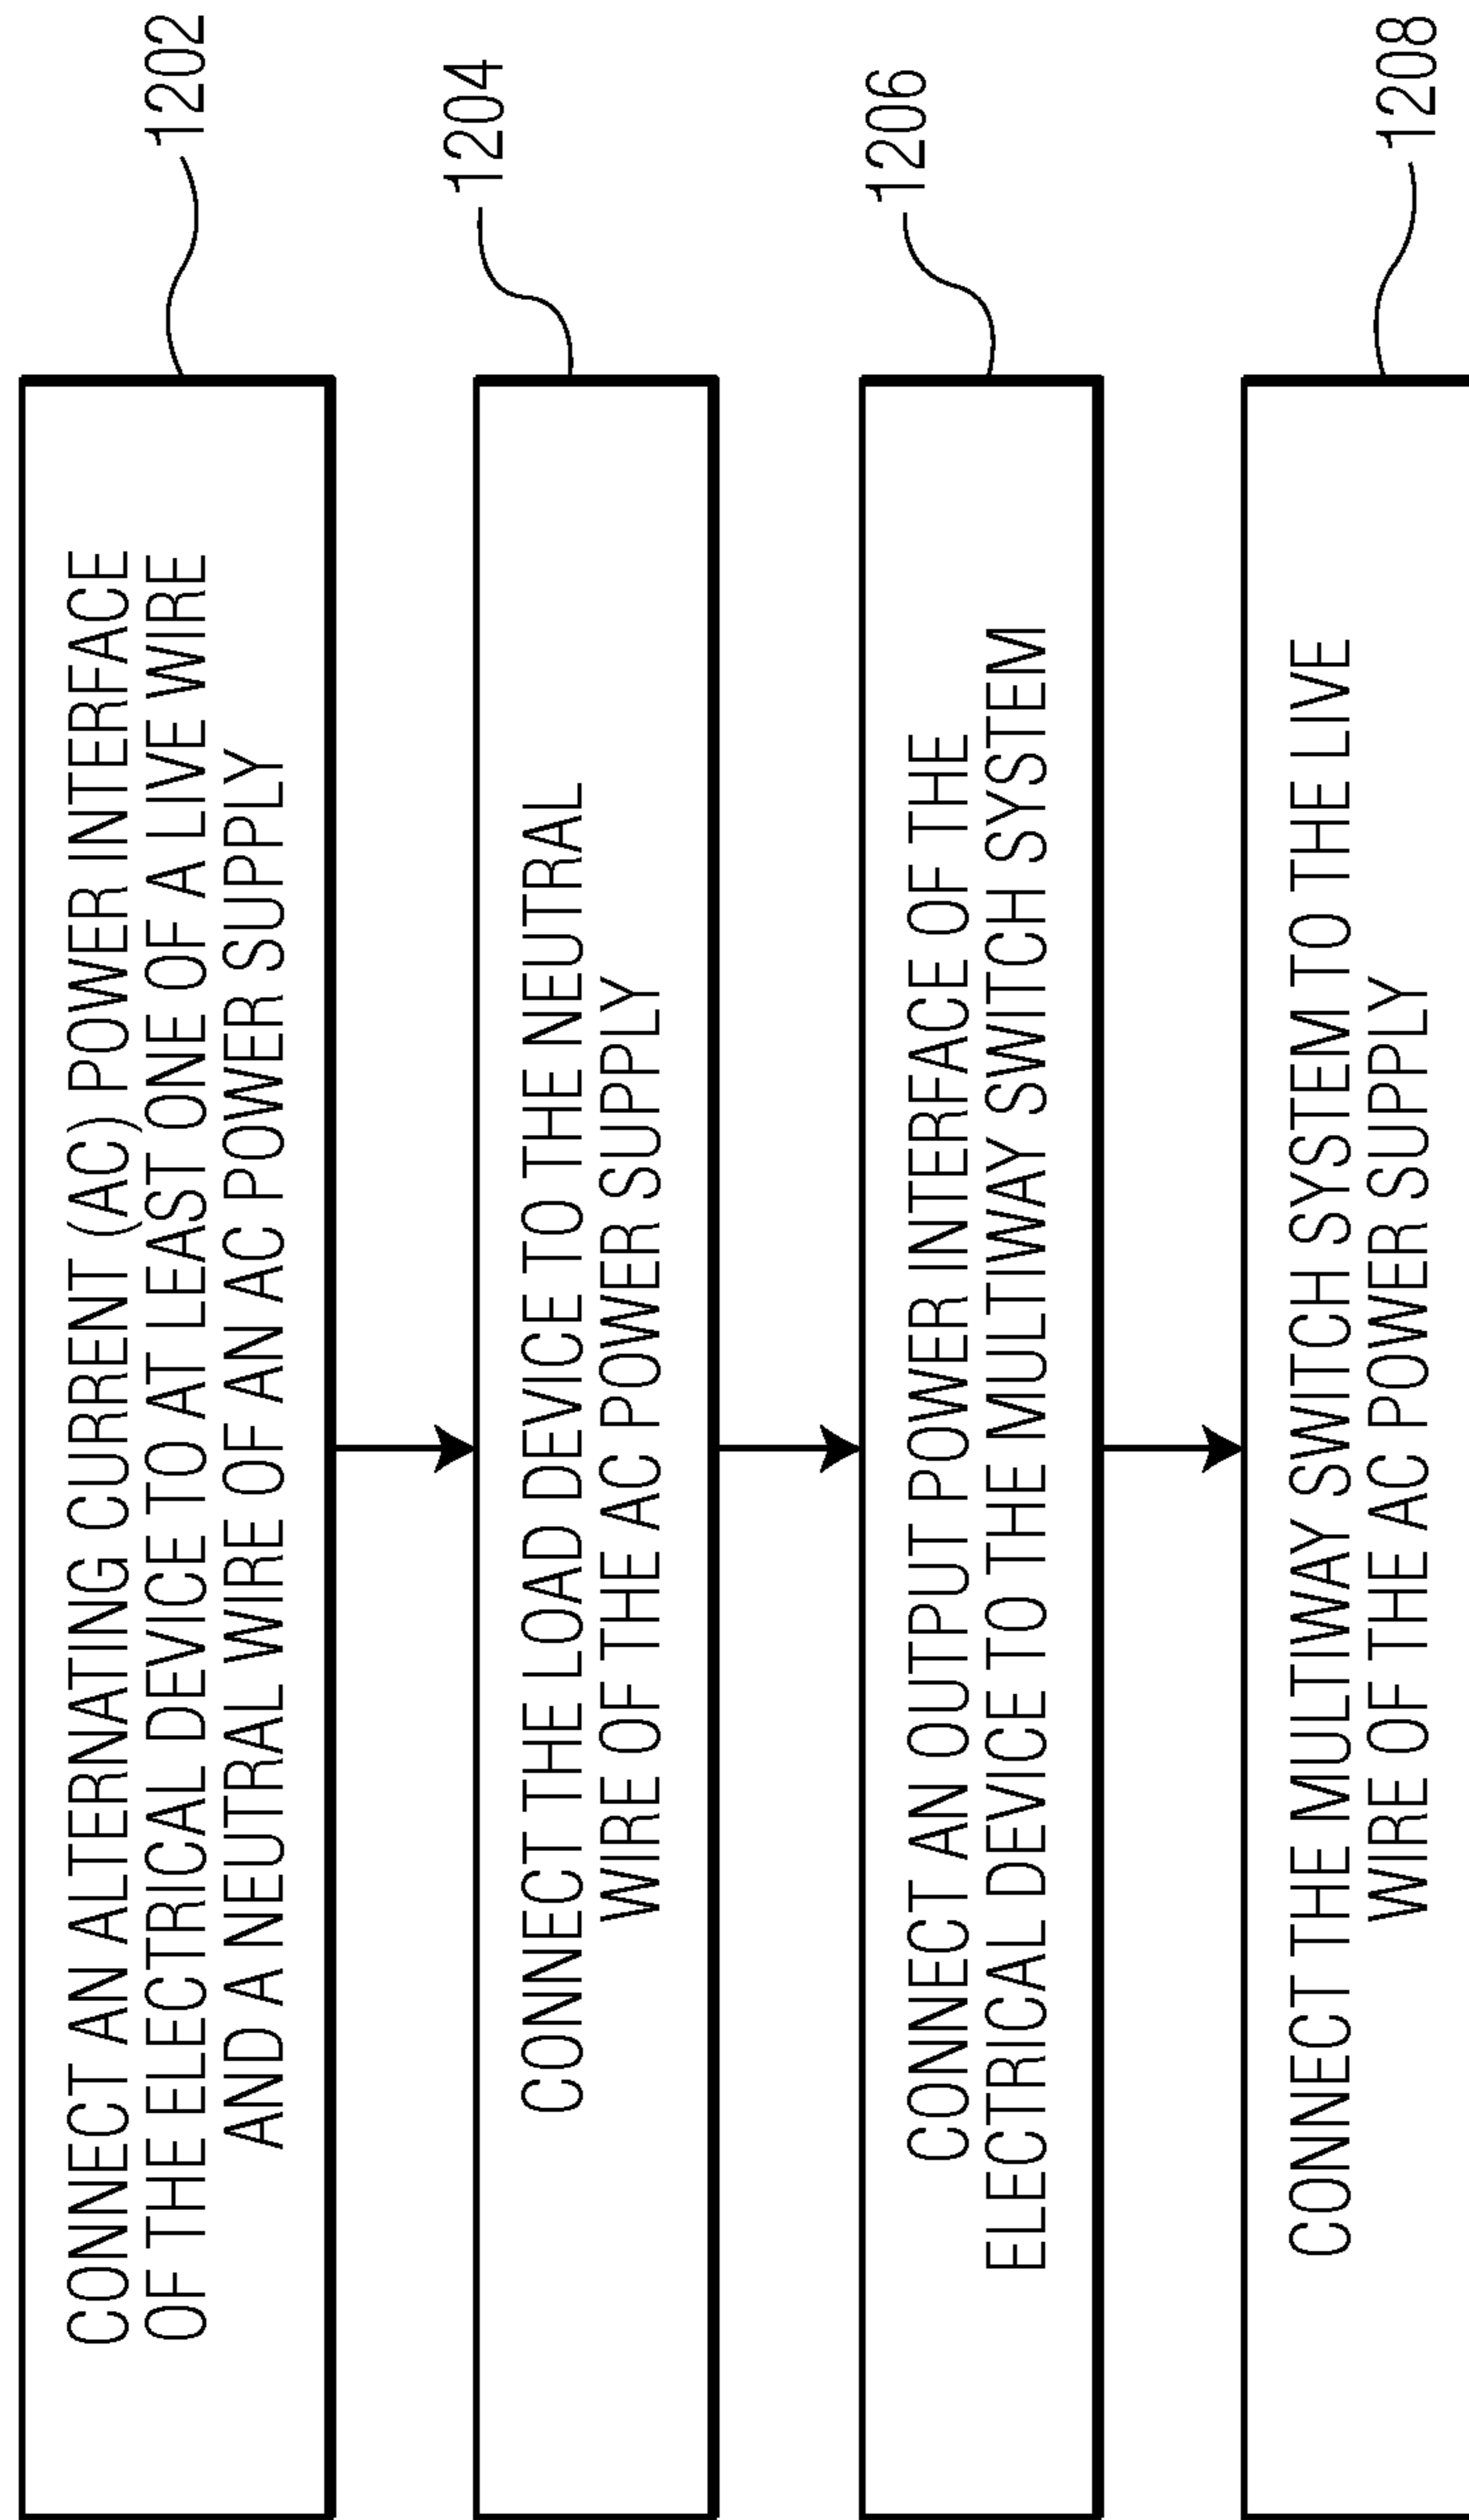 CONNECT AN ALTERNATING CURRENT (AC) POWER INTERFACE
OF THE ELECTRICAL DEVICE TO AT LEAST ONE OF A LIVE WIRE
AND A NEUTRAL WIRE OF AN AC POWER SUPPLY
1202
CONNECT THE LOAD DEVICE TO THE NEUTRAL
WIRE OF THE AC POWER SUPPLY
1204
CONNECT AN OUTPUT POWER INTERFACE OF THE
ELECTRICAL DEVICE TO THE MULTIWAY SWITCH SYSTEM
1206
CONNECT THE MULTIWAY SWITCH SYSTEM TO THE LIVE
WIRE OF THE AC POWER SUPPLY
1208